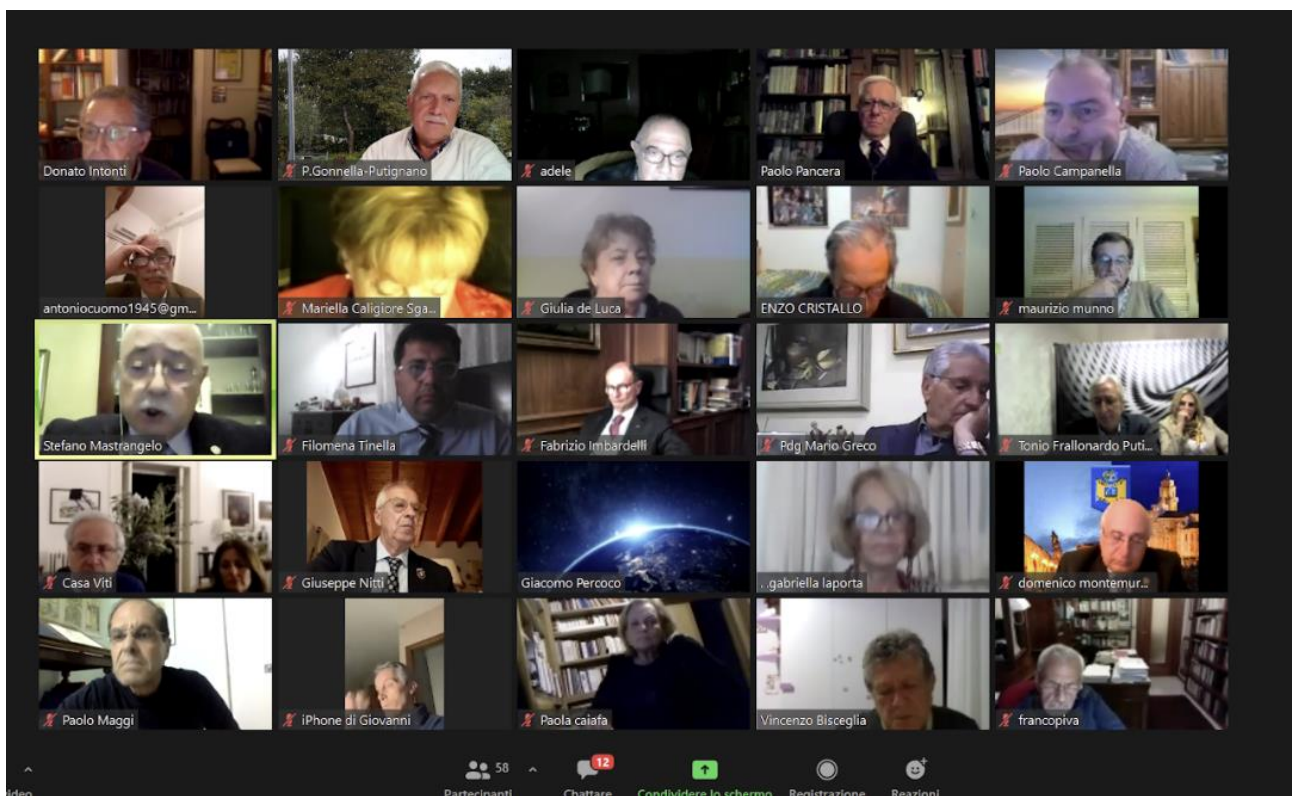 Donato Intonti
P.Gonnella-Putignano
adele
Paolo Pancera
Paolo Campanella
antoniocuomo1945@gm...
Mariella Caligiore Sga...
Giulia de Luca
ENZO CRISTALLO
maurizio munno
Stefano Mastrangelo
Filomena Tinella
Fabrizio Imbardelli
Pdg Mario Greco
Tonio Frallonardo Puti...
Casa Viti
Giuseppe Nitti
Giacomo Percoco
. .gabriella laporta
domenico montemur...
Paolo Maggi
iPhone di Giovanni
Paola caiafa
Vincenzo Bisceglia
francopiva
58
12
video
Partecipanti
Chattare
Condividere lo schermo
Registrazione
Reazioni